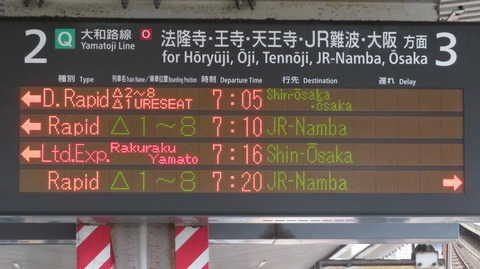 2 Q 大和路線 O 法隆寺・王寺・天王寺・JR難波・大阪 方面 3
Yamatoji Line for Hōryūji, Ōji, Tennōji, JR-Namba, Ōsaka
種別 Type 列車名 Train Name/乗車位置 Boarding Position 時刻 Departure Time 行先 Destination 遅れ Delay
←D.Rapid △2~8 △1URESEAT 7:05 Shin-ōsaka・ōsaka
←Rapid △1~8 7:10 JR-Namba
←Ltd.Exp. Rakuraku Yamato 7:16 Shin-Ōsaka
Rapid △1~8 7:20 JR-Namba →